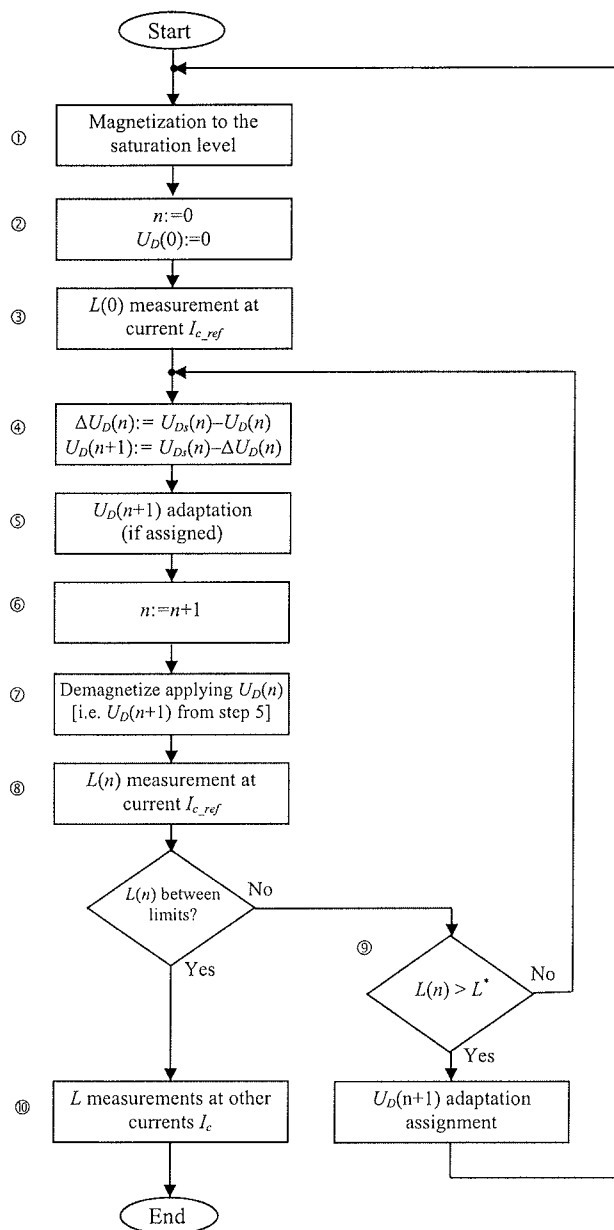 Start
① Magnetization to the
saturation level
② n:=0
U_D(0):=0
③ L(0) measurement at
current I_c_ref
④ ΔU_D(n):= U_Ds(n)–U_D(n)
U_D(n+1):= U_Ds(n)–ΔU_D(n)
⑤ U_D(n+1) adaptation
(if assigned)
⑥ n:=n+1
⑦ Demagnetize applying U_D(n)
[i.e. U_D(n+1) from step 5]
⑧ L(n) measurement at
current I_c_ref
L(n) between
limits?
No
Yes
⑨ L(n) > L*
No
Yes
⑩ L measurements at other
currents I_c
U_D(n+1) adaptation
assignment
End